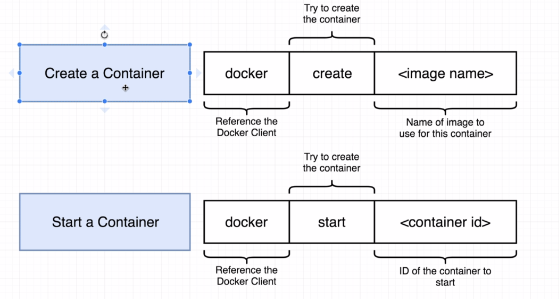 Try to create
the container
Create a Container
docker
create
<image name>
Reference the
Docker Client
Name of image to
use for this container
Try to create
the container
Start a Container
docker
start
<container id>
Reference the
Docker Client
ID of the container to
start